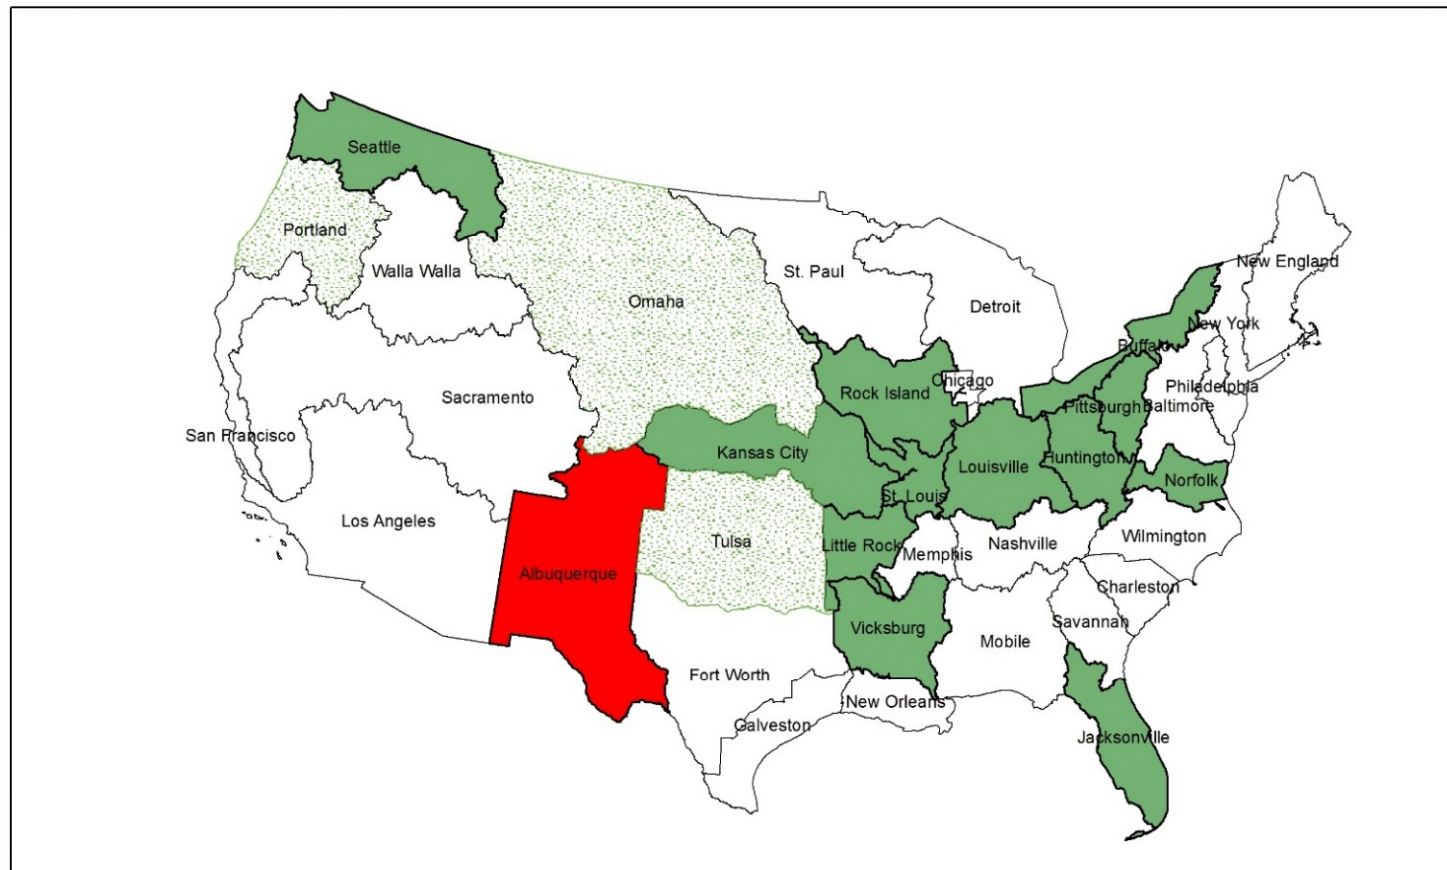 Seattle
Portland
Walla Walla
Omaha
St. Paul
New England
Detroit
New York
Buffalo
Chicago
Rock Island
Philadelphia
Pittsburgh
Baltimore
Sacramento
San Francisco
Kansas City
Louisville
Huntington
Norfolk
St. Louis
Los Angeles
Tulsa
Little Rock
Memphis
Nashville
Wilmington
Albuquerque
Charleston
Savannah
Vicksburg
Mobile
Fort Worth
New Orleans
Galveston
Jacksonville